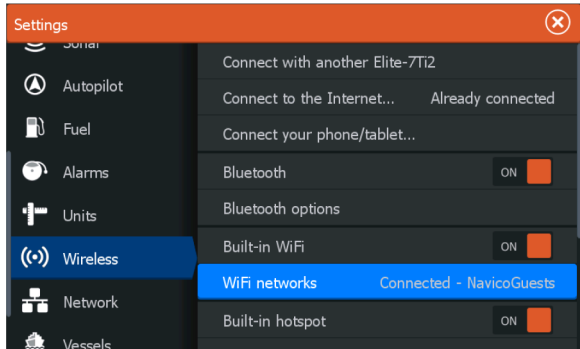 Settings
Sonar
Autopilot
Fuel
Alarms
Units
Wireless
Network
Vessels
Connect with another Elite-7Ti2
Connect to the Internet... Already connected
Connect your phone/tablet...
Bluetooth ON
Bluetooth options
Built-in WiFi ON
WiFi networks Connected - NavicoGuests
Built-in hotspot ON